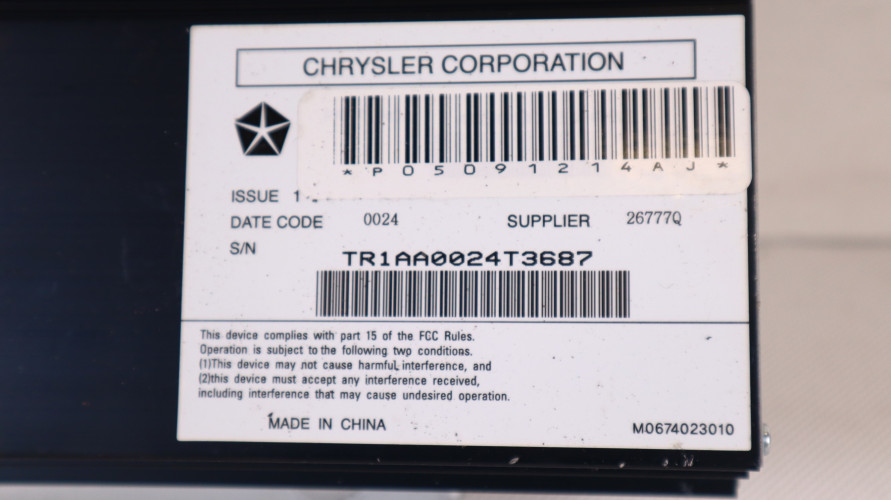 CHRYSLER CORPORATION
*P05091214AJ*
ISSUE 1
DATE CODE 0024 SUPPLIER 26777Q
S/N
TR1AA0024T3687
This device complies with part 15 of the FCC Rules.
Operation is subject to the following two conditions.
(1)This device may not cause harmful interference, and
(2)this device must accept any interference received,
including interference that may cause undesired operation.
MADE IN CHINA
M0674023010